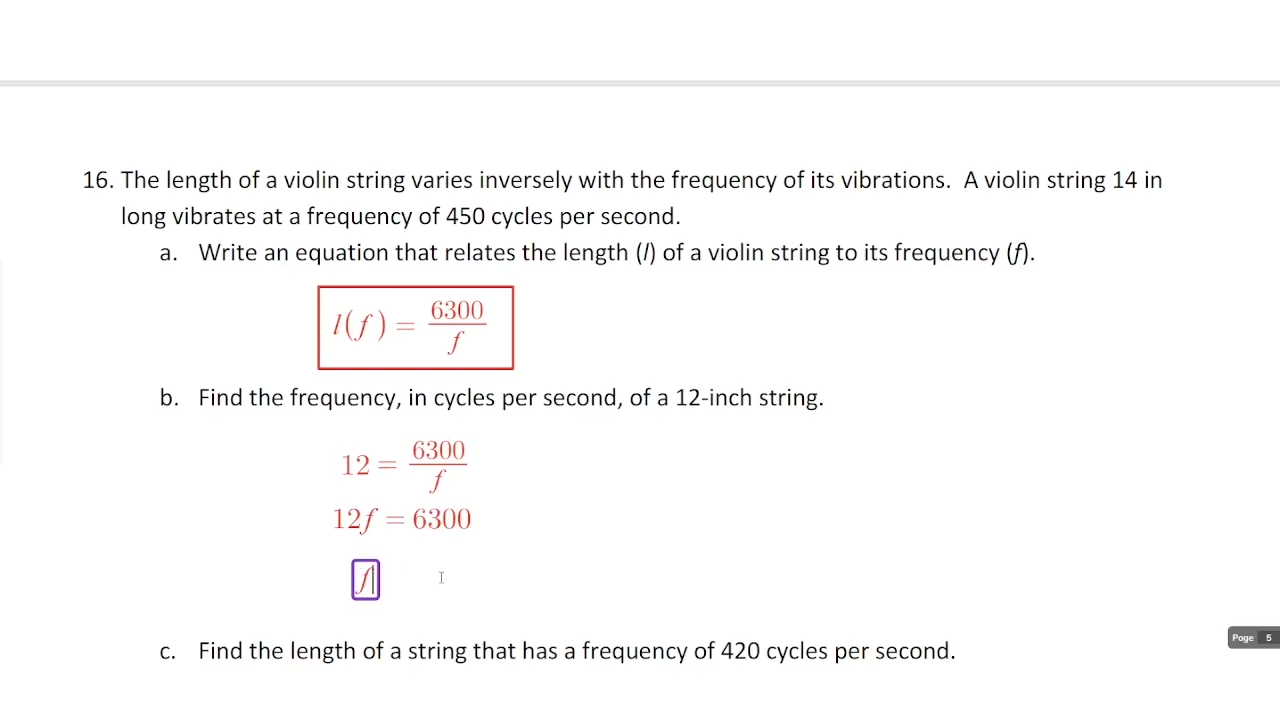 16. The length of a violin string varies inversely with the frequency of its vibrations. A violin string 14 in
long vibrates at a frequency of 450 cycles per second.
a. Write an equation that relates the length (l) of a violin string to its frequency (f).
l(f) = 6300/f
b. Find the frequency, in cycles per second, of a 12-inch string.
12 = 6300/f
12f = 6300
f
c. Find the length of a string that has a frequency of 420 cycles per second.
Page 5